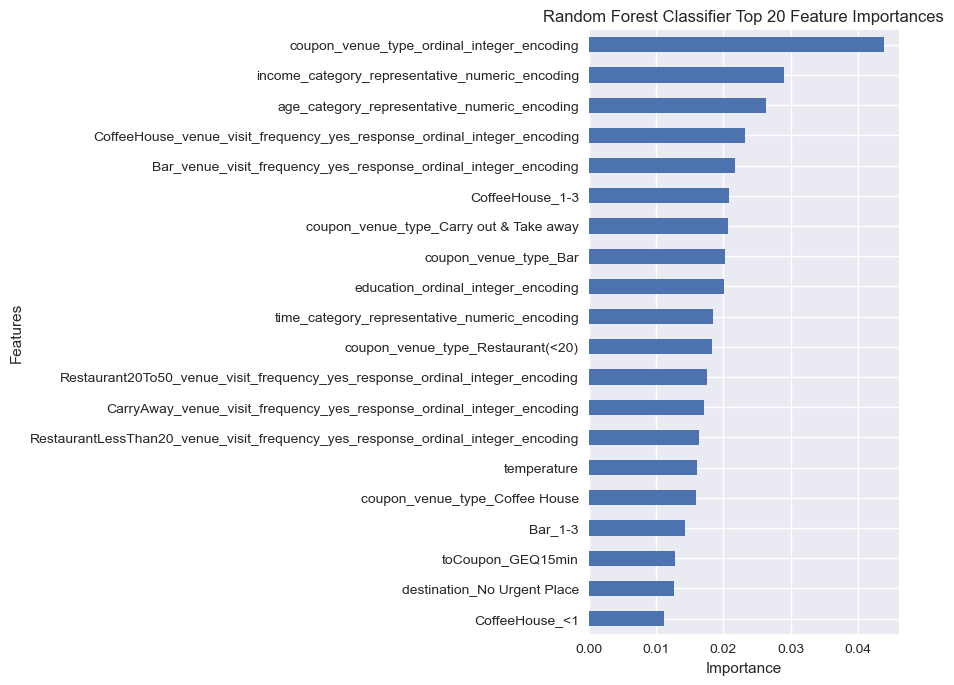 Random Forest Classifier Top 20 Feature Importances
Features
coupon_venue_type_ordinal_integer_encoding
income_category_representative_numeric_encoding
age_category_representative_numeric_encoding
CoffeeHouse_venue_visit_frequency_yes_response_ordinal_integer_encoding
Bar_venue_visit_frequency_yes_response_ordinal_integer_encoding
CoffeeHouse_1-3
coupon_venue_type_Carry out & Take away
coupon_venue_type_Bar
education_ordinal_integer_encoding
time_category_representative_numeric_encoding
coupon_venue_type_Restaurant(<20)
Restaurant20To50_venue_visit_frequency_yes_response_ordinal_integer_encoding
CarryAway_venue_visit_frequency_yes_response_ordinal_integer_encoding
RestaurantLessThan20_venue_visit_frequency_yes_response_ordinal_integer_encoding
temperature
coupon_venue_type_Coffee House
Bar_1-3
toCoupon_GEQ15min
destination_No Urgent Place
CoffeeHouse_<1
0.00 0.01 0.02 0.03 0.04
Importance